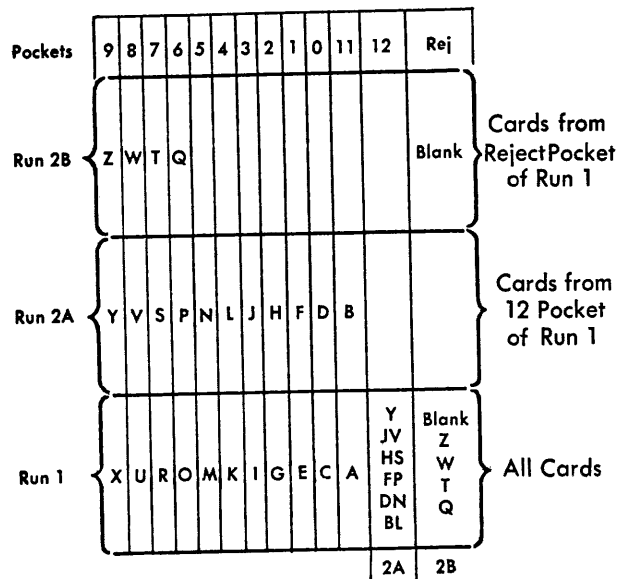 Pockets 9 8 7 6 5 4 3 2 1 0 11 12 Rej
Cards from
Run 2B Z W T Q Blank Reject Pocket
of Run 1
Cards from
Run 2A Y V S P N L J H F D B 12 Pocket
of Run 1
Y Blank
JV Z
HS W
Run 1 X U R O M K I G E C A FP T All Cards
DN Q
BL
2A 2B